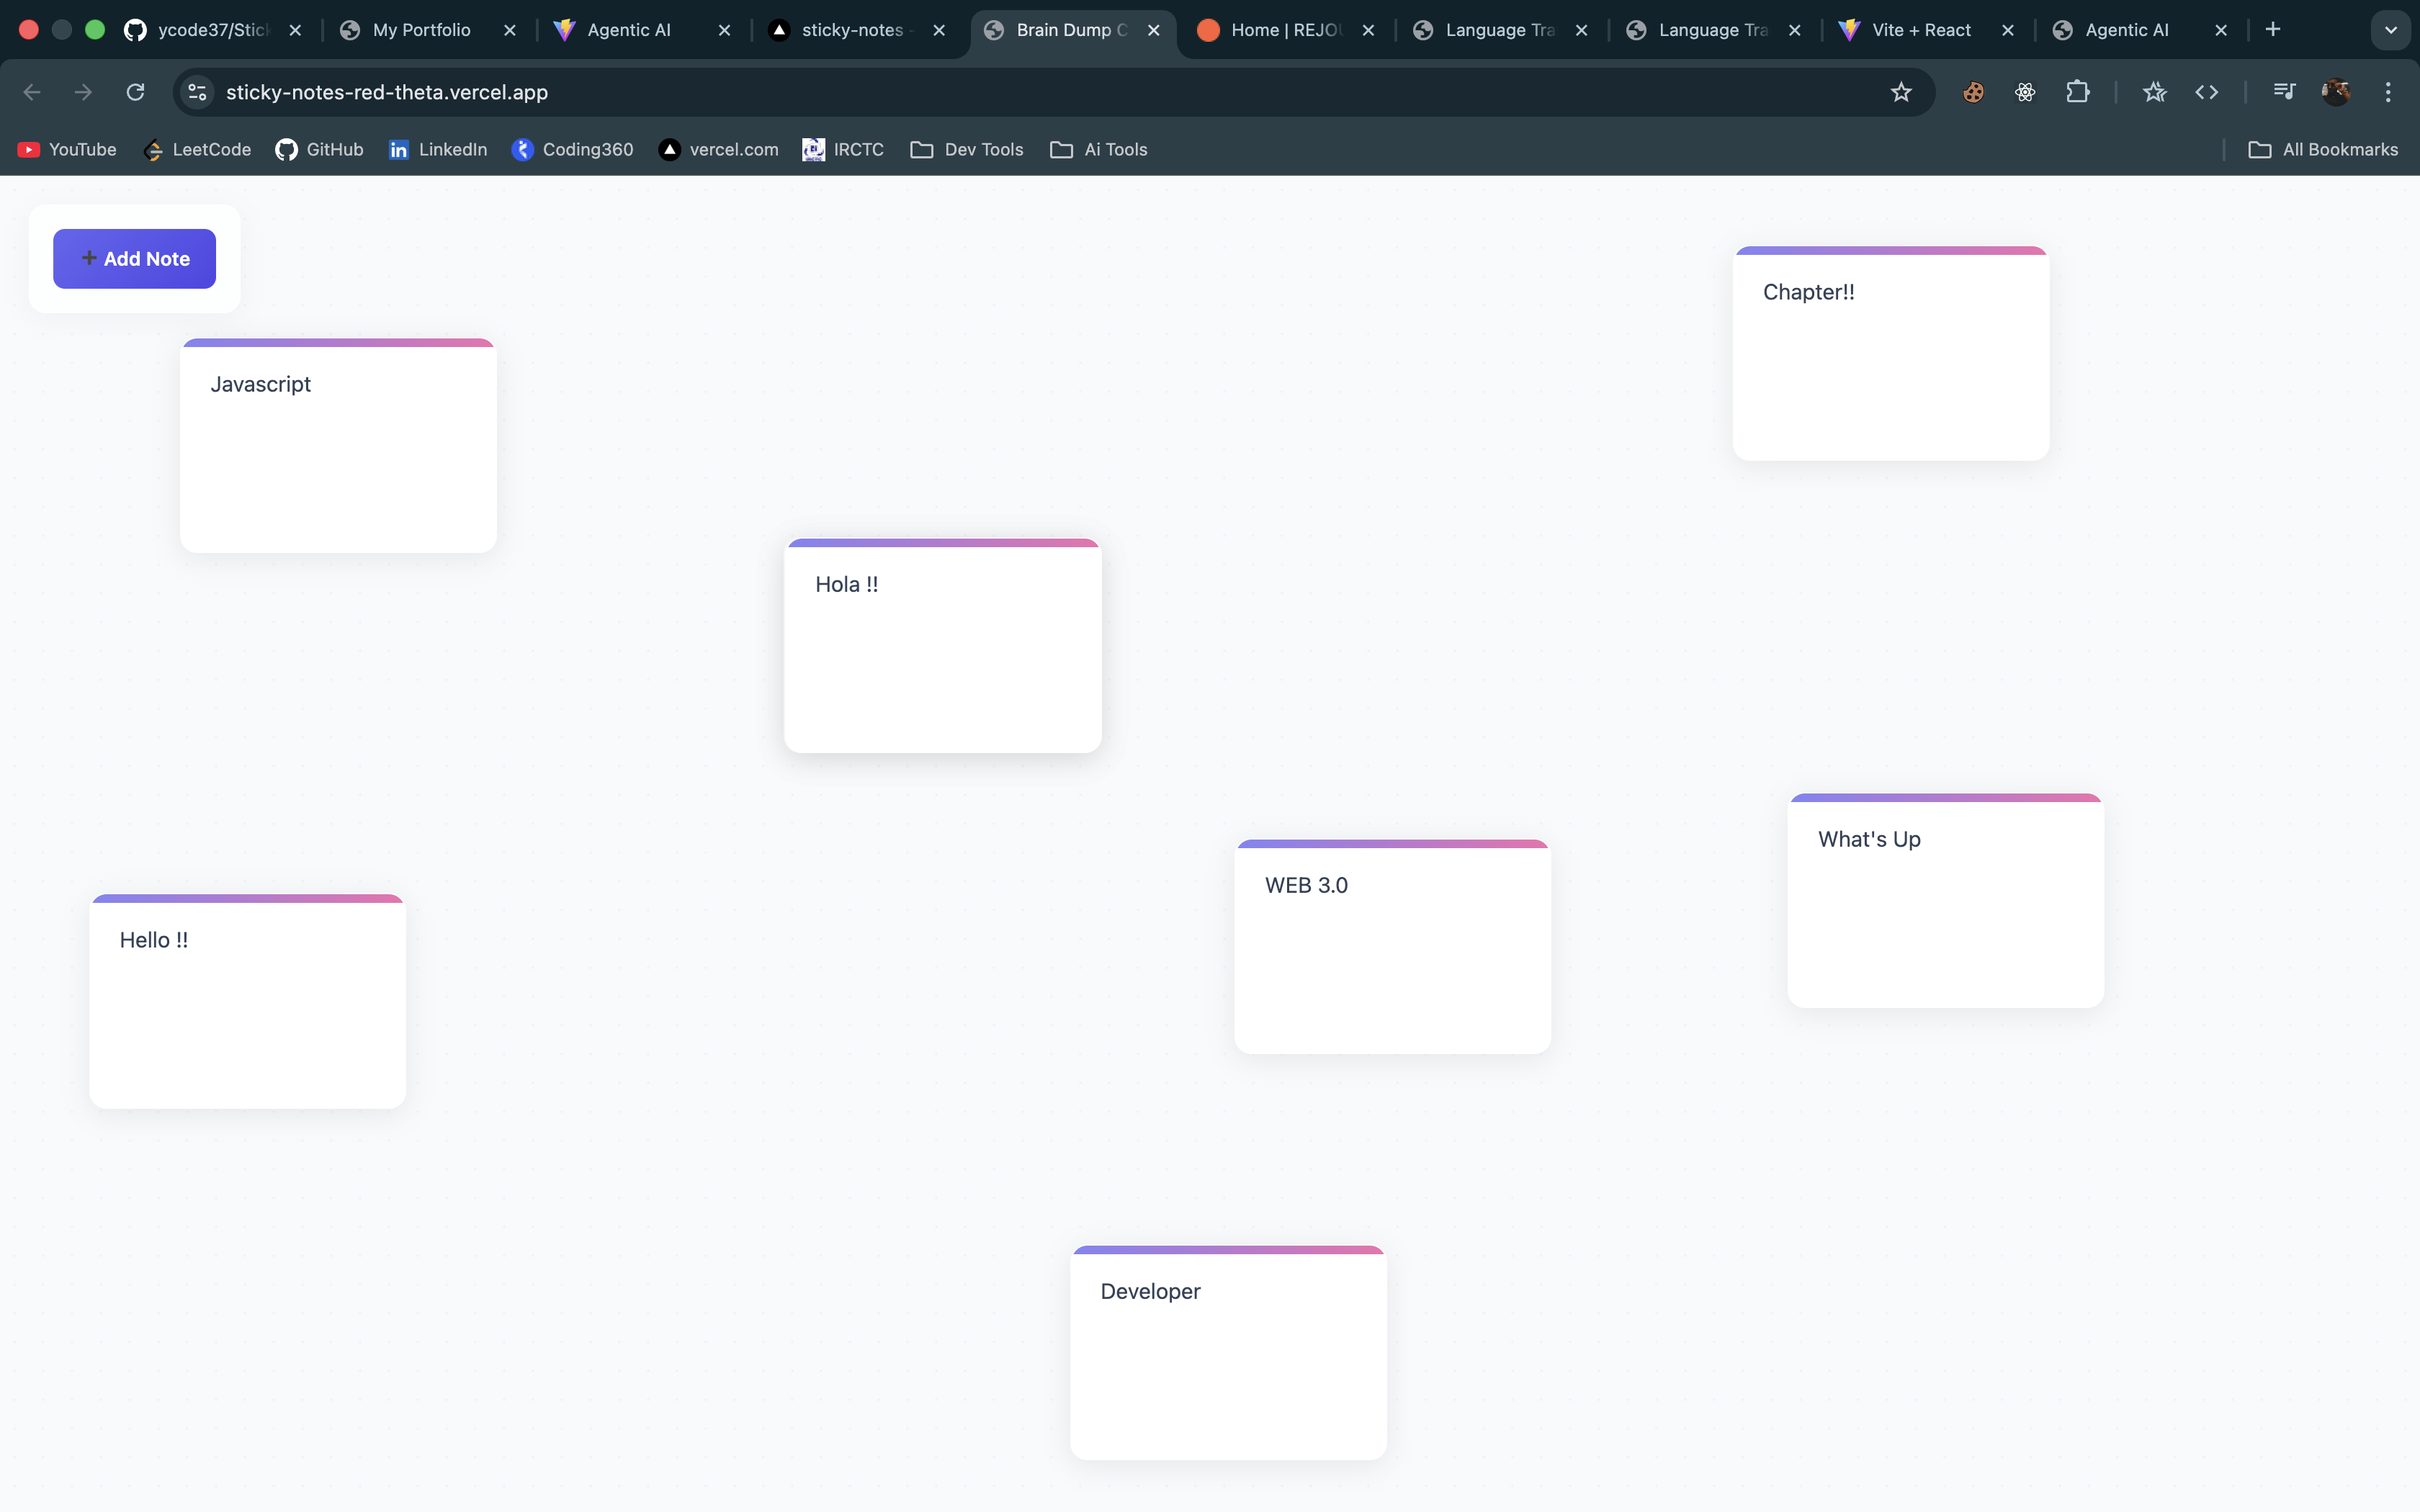 ycode37/Stick
My Portfolio
Agentic AI
sticky-notes -
Brain Dump C
Home | REJOU
Language Tra
Language Tra
Vite + React
Agentic AI
sticky-notes-red-theta.vercel.app
YouTube
LeetCode
GitHub
LinkedIn
Coding360
vercel.com
IRCTC
Dev Tools
Ai Tools
All Bookmarks
+ Add Note
Chapter!!
Javascript
Hola !!
What's Up
WEB 3.0
Hello !!
Developer